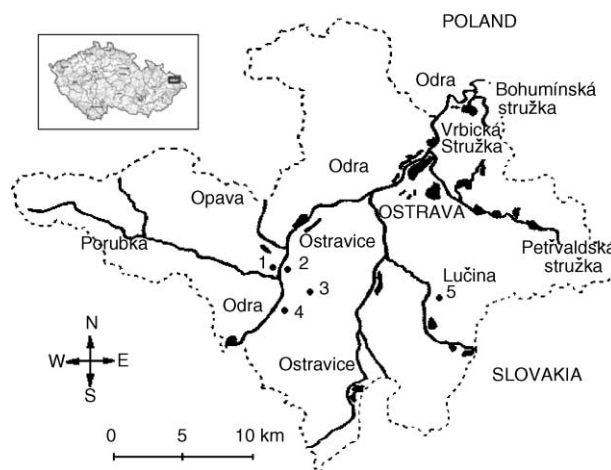 POLAND
Odra
Bohumínská
stružka
Vrbická
Stružka
Odra
Opava
OSTRAVA
Ostravice
Porubka
Petrvaldská
stružka
1
2
Lučina
3
5
Odra
4
N
W
E
S
Ostravice
SLOVAKIA
0
5
10 km